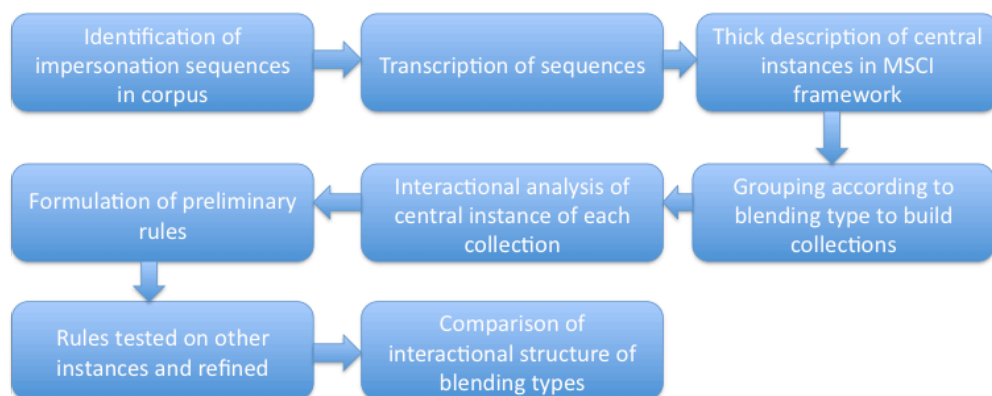 Identification of
impersonation sequences
in corpus
Transcription of sequences
Thick description of central
instances in MSCI
framework
Grouping according to
blending type to build
collections
Interactional analysis of
central instance of each
collection
Formulation of preliminary
rules
Rules tested on other
instances and refined
Comparison of
interactional structure of
blending types